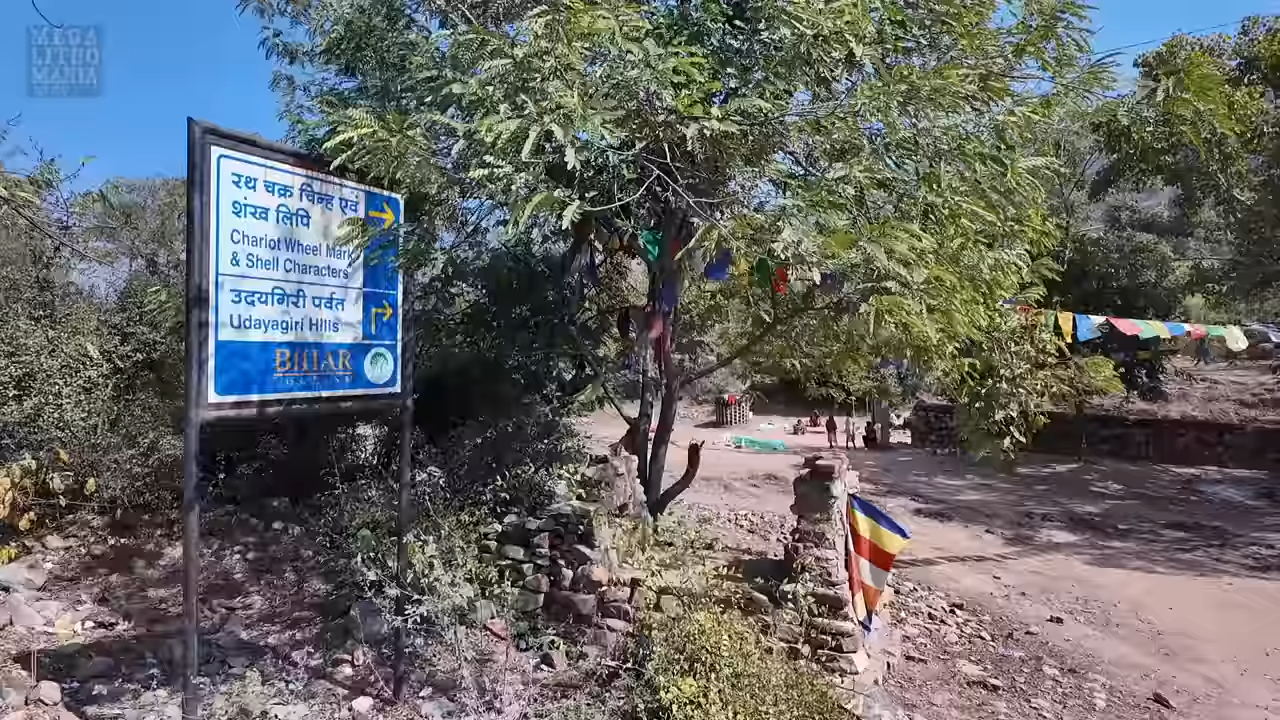 MEGA
LITHO
MANIA
रथ चक्र चिन्ह एवं
शंख लिपि
Chariot Wheel Mark
& Shell Characters
उदयगिरी पर्वत
Udayagiri Hills
BIHAR